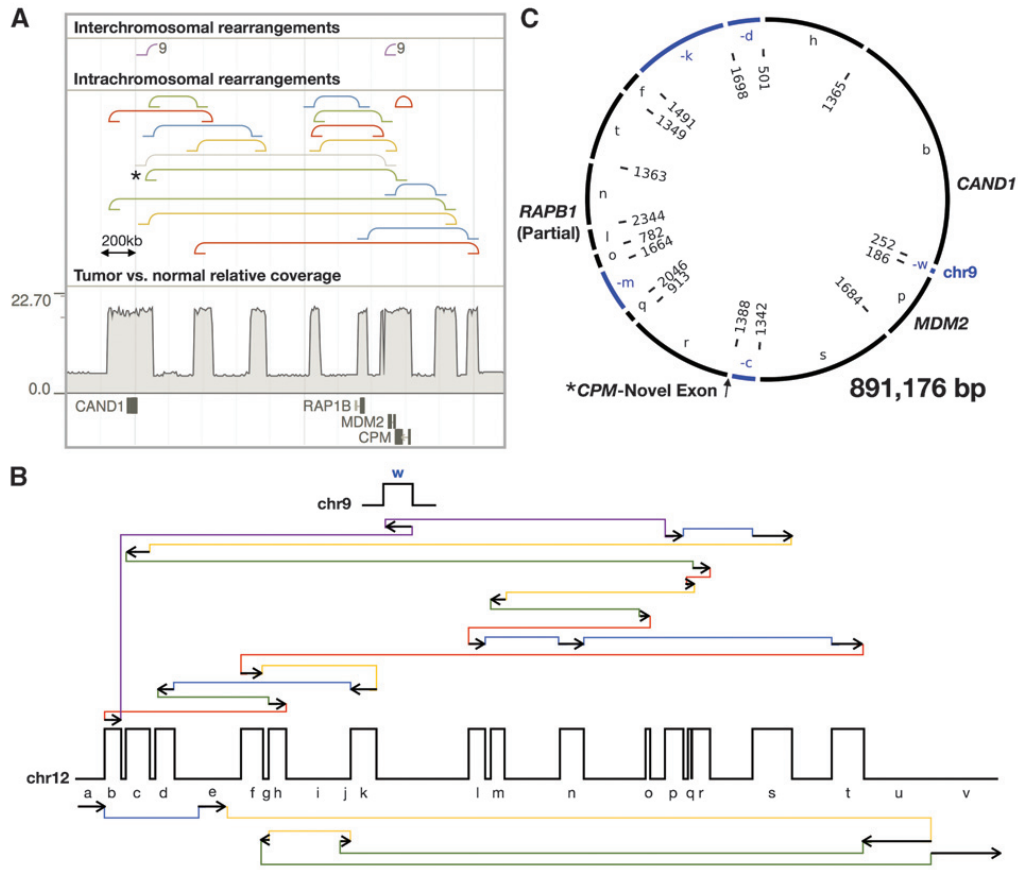 A
Interchromosomal rearrangements
9
9
Intrachromosomal rearrangements
*
200kb
Tumor vs. normal relative coverage
22.70
0.0
CAND1
RAP1B
MDM2
CPM
C
-d
h
-k
1698
501
1365
f
1491
1349
t
b
1363
n
CAND1
RAPB1
(Partial)
2344
l
782
o
1664
252
186
-w
chr9
-m
2046
913
q
1684
p
MDM2
1388
1342
r
s
-c
*CPM-Novel Exon
891,176 bp
B
w
chr9
chr12
a b c d e f g h i j k l m n o p q r s t u v